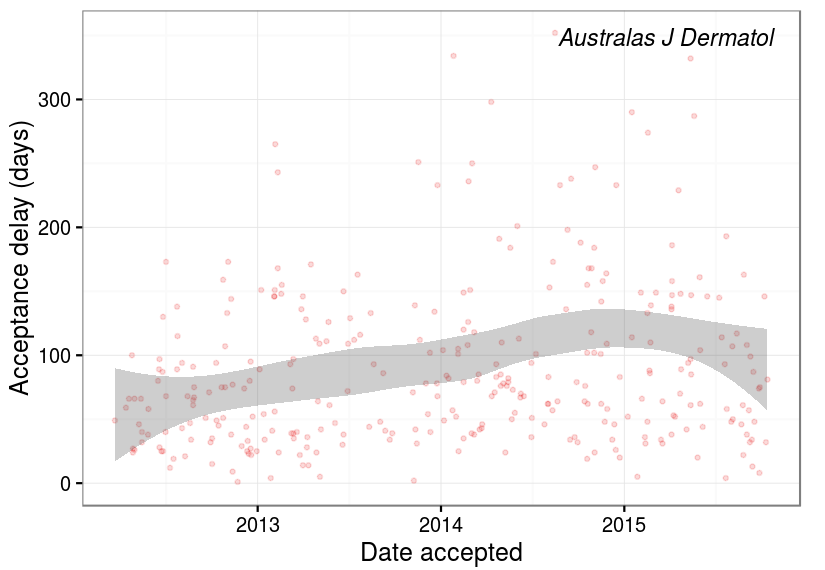 Australas J Dermatol
Acceptance delay (days)
300
200
100
0
2013 2014 2015
Date accepted